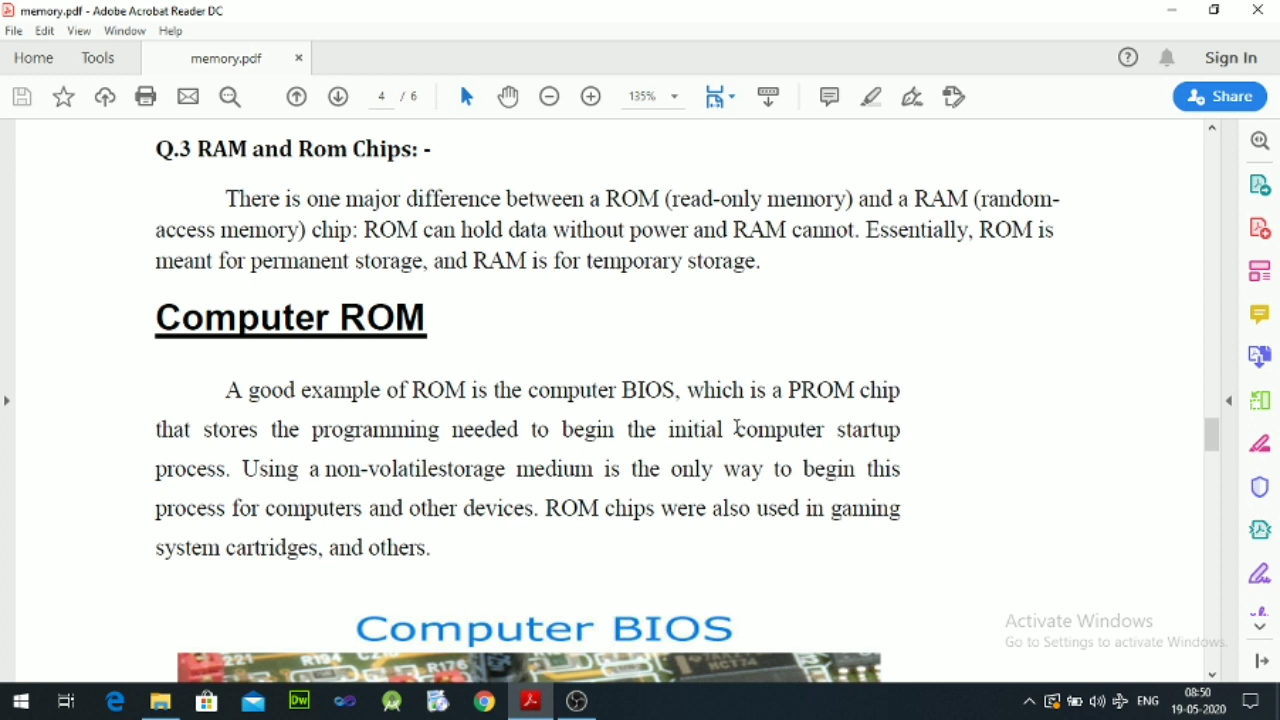 memory.pdf - Adobe Acrobat Reader DC
File Edit View Window Help
Home Tools memory.pdf × Sign In
4 / 6 135% Share
Q.3 RAM and Rom Chips: -
There is one major difference between a ROM (read-only memory) and a RAM (random-
access memory) chip: ROM can hold data without power and RAM cannot. Essentially, ROM is
meant for permanent storage, and RAM is for temporary storage.
Computer ROM
A good example of ROM is the computer BIOS, which is a PROM chip
that stores the programming needed to begin the initial computer startup
process. Using a non-volatilestorage medium is the only way to begin this
process for computers and other devices. ROM chips were also used in gaming
system cartridges, and others.
Computer BIOS
221 R194 R176 HCT74
Activate Windows
Go to Settings to activate Windows.
Dw ENG 08:50
19-05-2020